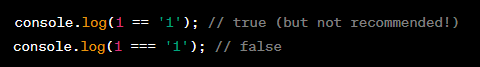 console.log(1 == '1'); // true (but not recommended!)
console.log(1 === '1'); // false